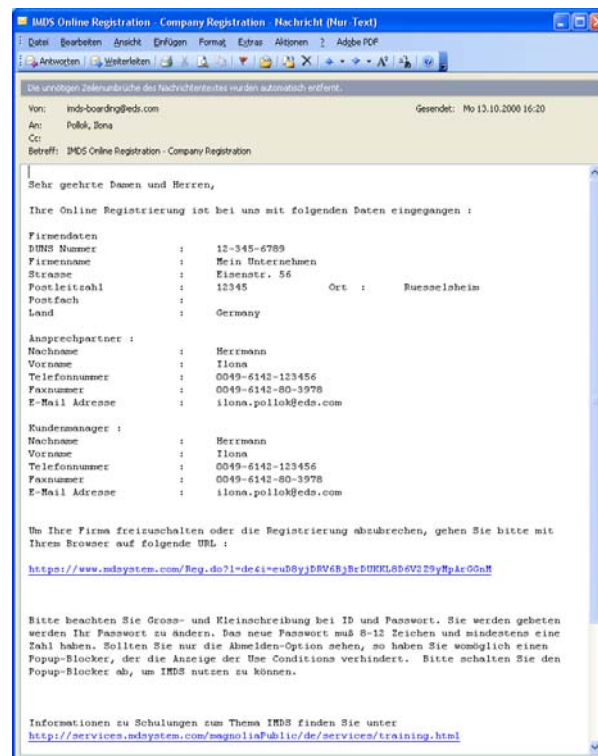 IMDS Online Registration - Company Registration - Nachricht (Nur-Text)
Datei Bearbeiten Ansicht Einfügen Format Extras Aktionen ? Adobe PDF
Antworten Weiterleiten
Die unnötigen Zeilenumbrüche des Nachrichtentextes wurden automatisch entfernt.
Von: imds-boarding@eds.com Gesendet: Mo 13.10.2008 16:20
An: Pollok, Ilona
Cc:
Betreff: IMDS Online Registration - Company Registration
Sehr geehrte Damen und Herren,
Ihre Online Registrierung ist bei uns mit folgenden Daten eingegangen :
Firmendaten
DUNS Nummer : 12-345-6789
Firmenname : Mein Unternehmen
Strasse : Eisenstr. 56
Postleitzahl : 12345 Ort : Ruesselsheim
Postfach :
Land : Germany
Ansprechpartner :
Nachname : Herrmann
Vorname : Ilona
Telefonnummer : 0049-6142-123456
Faxnummer : 0049-6142-80-3978
E-Mail Adresse : ilona.pollok@eds.com
Kundenmanager :
Nachname : Herrmann
Vorname : Ilona
Telefonnummer : 0049-6142-123456
Faxnummer : 0049-6142-80-3978
E-Mail Adresse : ilona.pollok@eds.com
Um Ihre Firma freizuschalten oder die Registrierung abzubrechen, gehen Sie bitte mit
Ihrem Browser auf folgende URL :
Bitte beachten Sie Gross- und Kleinschreibung bei ID und Passwort. Sie werden gebeten
werden Ihr Passwort zu ändern. Das neue Passwort muß 8-12 Zeichen und mindestens eine
Zahl haben. Sollten Sie nur die Abmelden-Option sehen, so haben Sie womöglich einen
Popup-Blocker, der die Anzeige der Use Conditions verhindert. Bitte schalten Sie den
Popup-Blocker ab, um IMDS nutzen zu können.
Informationen zu Schulungen zum Thema IMDS finden Sie unter
http://services.mdsystem.com/magnoliaPublic/de/services/training.html